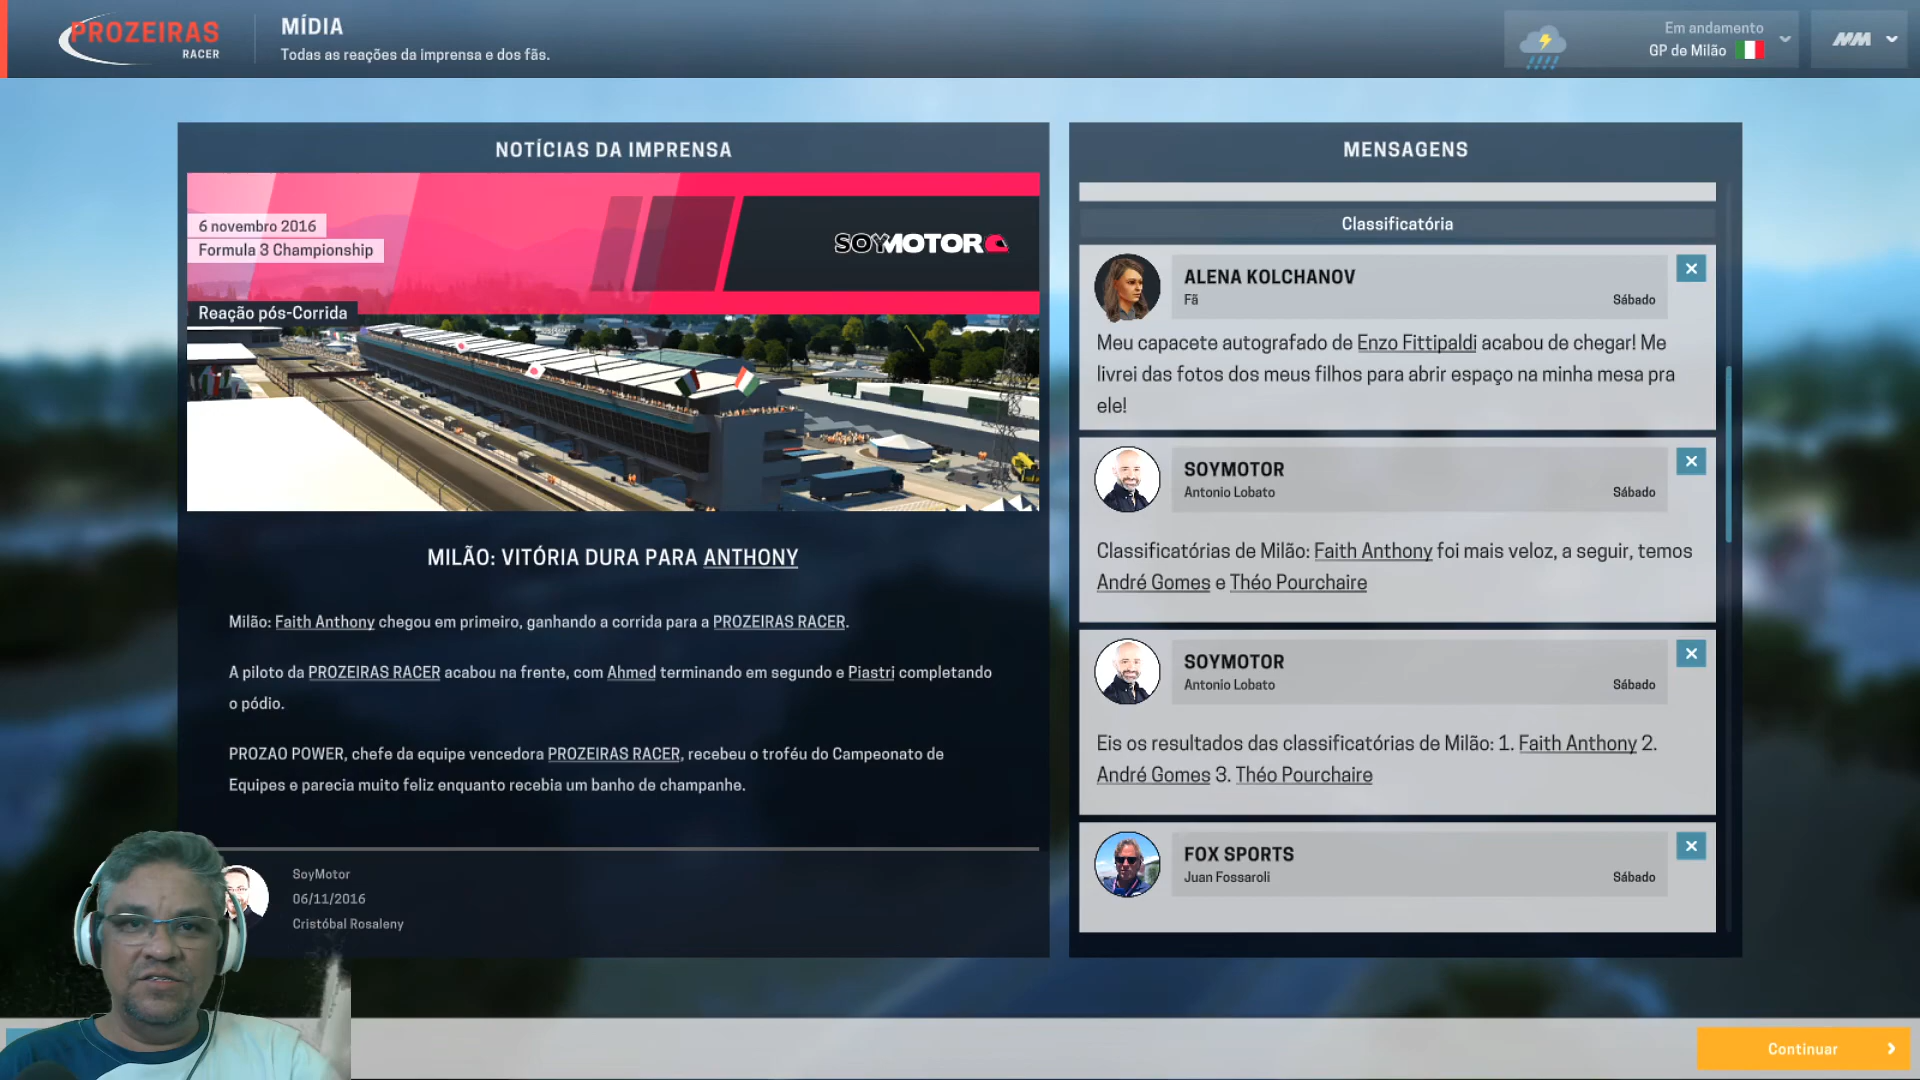 PROZEIRAS
RACER
MÍDIA
Todas as reações da imprensa e dos fãs.
Em andamento
GP de Milão
NOTÍCIAS DA IMPRENSA
6 novembro 2016
Formula 3 Championship
SOYMOTOR
Reação pós-Corrida
MILÃO: VITÓRIA DURA PARA ANTHONY
Milão: Faith Anthony chegou em primeiro, ganhando a corrida para a PROZEIRAS RACER.
A piloto da PROZEIRAS RACER acabou na frente, com Ahmed terminando em segundo e Piastri completando
o pódio.
PROZAO POWER, chefe da equipe vencedora PROZEIRAS RACER, recebeu o troféu do Campeonato de
Equipes e parecia muito feliz enquanto recebia um banho de champanhe.
SoyMotor
06/11/2016
Cristóbal Rosaleny
MENSAGENS
Classificatória
ALENA KOLCHANOV
Fã
Sábado
Meu capacete autografado de Enzo Fittipaldi acabou de chegar! Me
livrei das fotos dos meus filhos para abrir espaço na minha mesa pra
ele!
SOYMOTOR
Antonio Lobato
Sábado
Classificatórias de Milão: Faith Anthony foi mais veloz, a seguir, temos
André Gomes e Théo Pourchaire
SOYMOTOR
Antonio Lobato
Sábado
Eis os resultados das classificatórias de Milão: 1. Faith Anthony 2.
André Gomes 3. Théo Pourchaire
FOX SPORTS
Juan Fossaroli
Sábado
Continuar